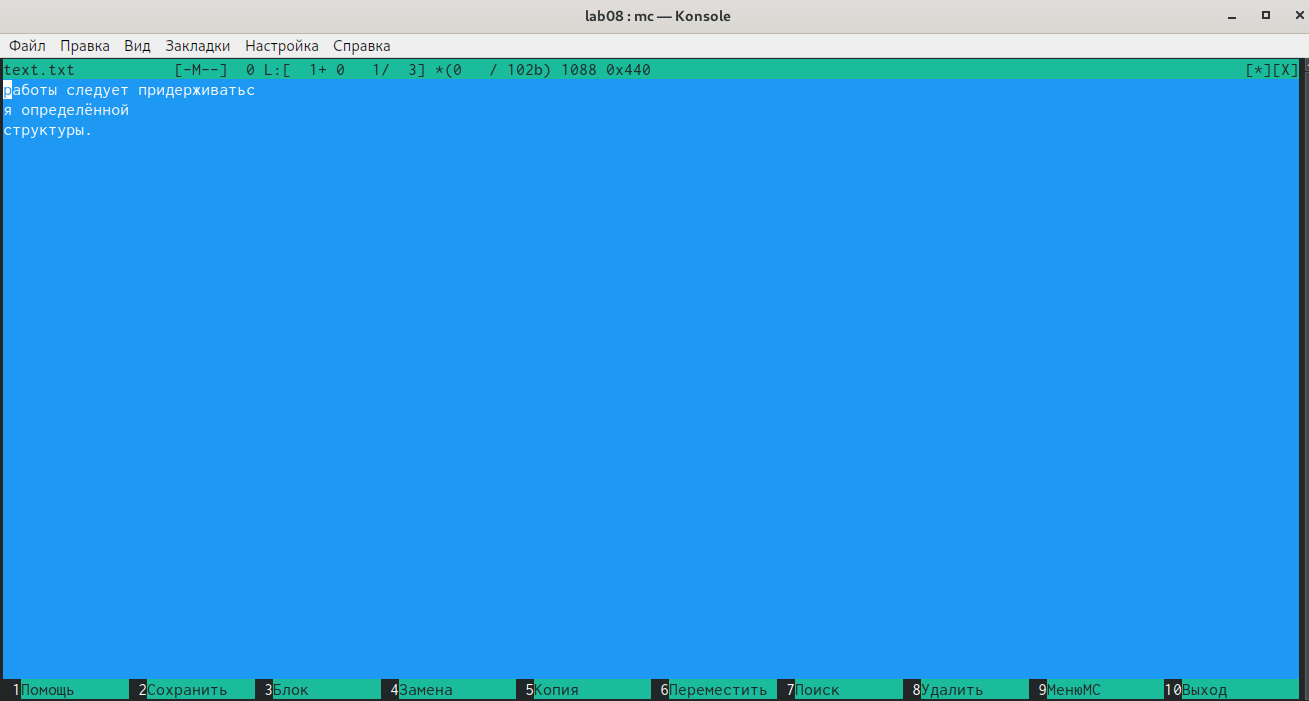 lab08 : mc — Konsole
Файл Правка Вид Закладки Настройка Справка
text.txt [-M--] 0 L:[ 1+ 0 1/ 3] *(0 / 102b) 1088 0x440 [*][X]
работы следует придерживатьс
я определённой
структуры.
1Помощь 2Сохранить 3Блок 4Замена 5Копия 6Переместить 7Поиск 8Удалить 9МенюМС 10Выход